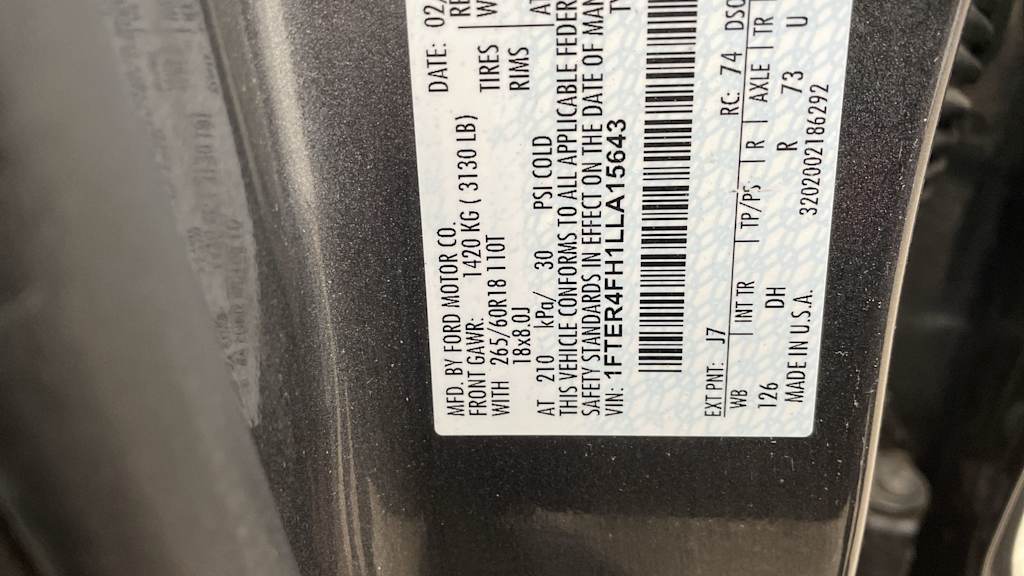 MFD. BY FORD MOTOR CO.
DATE: 02
FRONT GAWR: 1420 KG ( 3130 LB)
WITH 265/60R18 110T TIRES
18x8.0J RIMS
AT 210 kPa/ 30 PSI COLD AT
THIS VEHICLE CONFORMS TO ALL APPLICABLE FEDER
SAFETY STANDARDS IN EFFECT ON THE DATE OF MAN
VIN: 1FTER4FH1LLA15643
EXT PNT: J7 RC: 74 DSO
WB INT TR TP/PS R AXLE TR
126 DH R 73 U
MADE IN U.S.A. 3202002186292